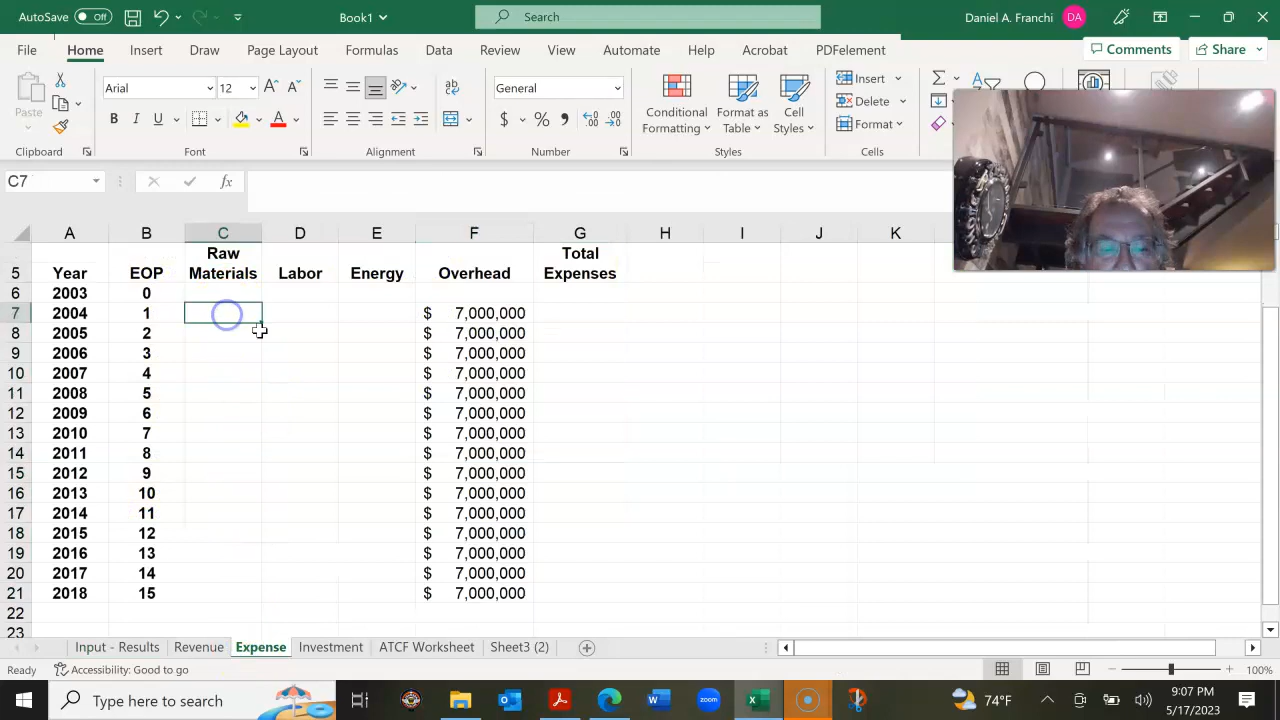 AutoSave Off Book1 Search Daniel A. Franchi DA
File Home Insert Draw Page Layout Formulas Data Review View Automate Help Acrobat PDFelement Comments Share
Paste Arial 12 General Conditional Formatting Format as Table Cell Styles Insert Delete Format
Clipboard Font Alignment Number Styles Cells
C7 fx
A B C D E F G H I J K
Raw Total
5 Year EOP Materials Labor Energy Overhead Expenses
6 2003 0
7 2004 1 $ 7,000,000
8 2005 2 $ 7,000,000
9 2006 3 $ 7,000,000
10 2007 4 $ 7,000,000
11 2008 5 $ 7,000,000
12 2009 6 $ 7,000,000
13 2010 7 $ 7,000,000
14 2011 8 $ 7,000,000
15 2012 9 $ 7,000,000
16 2013 10 $ 7,000,000
17 2014 11 $ 7,000,000
18 2015 12 $ 7,000,000
19 2016 13 $ 7,000,000
20 2017 14 $ 7,000,000
21 2018 15 $ 7,000,000
22
23
Input - Results Revenue Expense Investment ATCF Worksheet Sheet3 (2)
Ready Accessibility: Good to go 100%
Type here to search 74°F 9:07 PM
5/17/2023